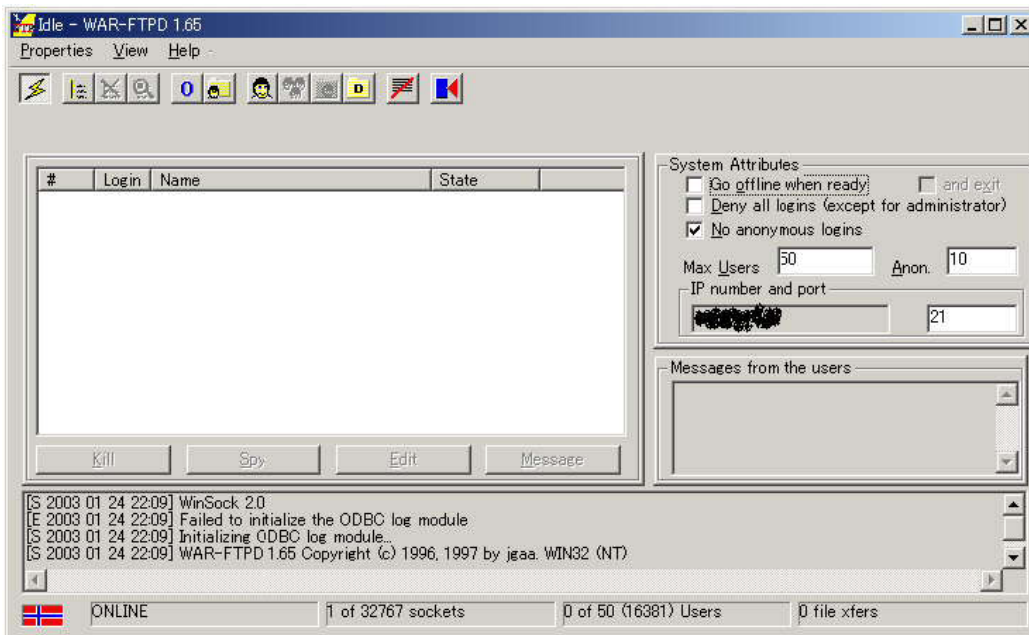 Idle - WAR-FTPD 1.65
Properties View Help
# Login Name State
Kill Spy Edit Message
System Attributes
Go offline when ready and exit
Deny all logins (except for administrator)
No anonymous logins
Max Users 50 Anon. 10
IP number and port
21
Messages from the users
[S 2003 01 24 22:09] WinSock 2.0
[E 2003 01 24 22:09] Failed to initialize the ODBC log module
[S 2003 01 24 22:09] Initializing ODBC log module...
[S 2003 01 24 22:09] WAR-FTPD 1.65 Copyright (c) 1996, 1997 by jgaa. WIN32 (NT)
ONLINE 1 of 32767 sockets 0 of 50 (16381) Users 0 file xfers